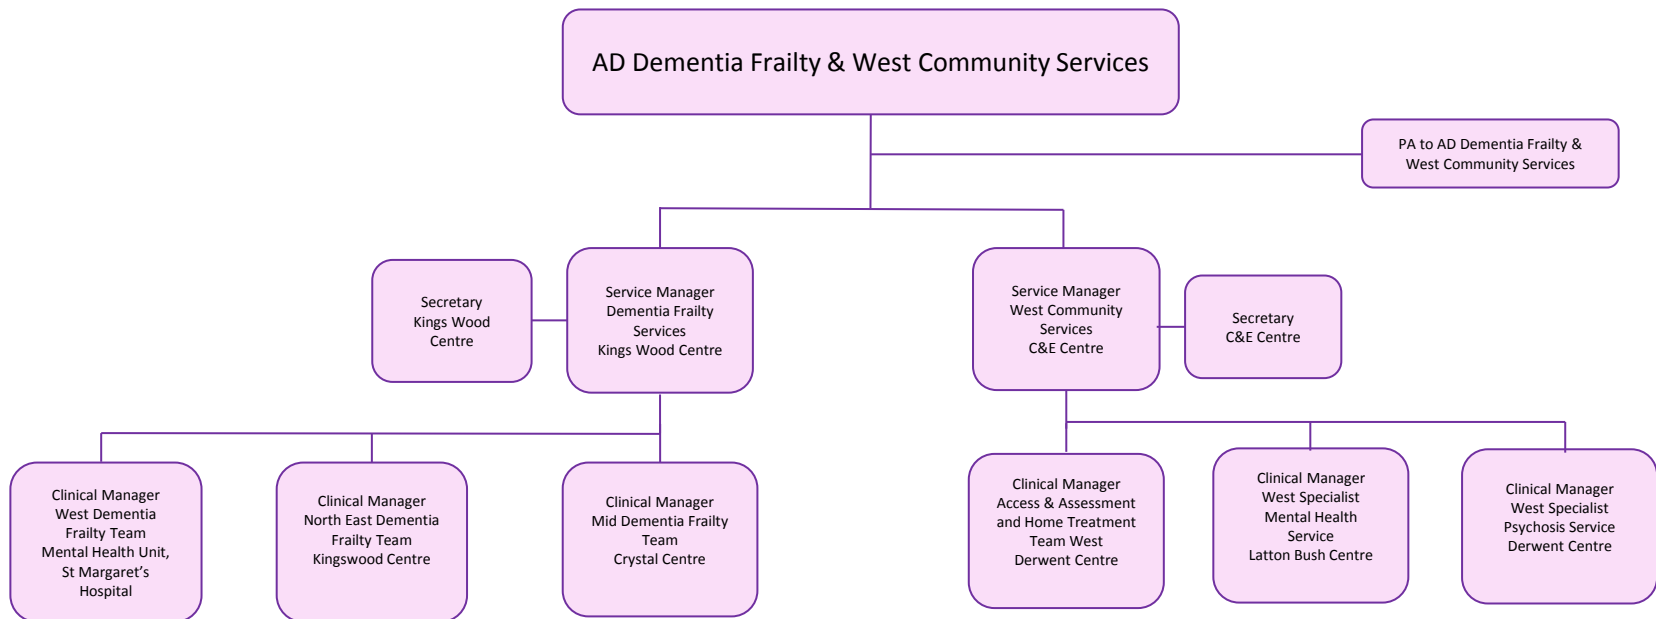 AD Dementia Frailty & West Community Services
PA to AD Dementia Frailty &
West Community Services
Secretary
Kings Wood
Centre
Service Manager
Dementia Frailty
Services
Kings Wood Centre
Service Manager
West Community
Services
C&E Centre
Secretary
C&E Centre
Clinical Manager
West Dementia
Frailty Team
Mental Health Unit,
St Margaret’s
Hospital
Clinical Manager
North East Dementia
Frailty Team
Kingswood Centre
Clinical Manager
Mid Dementia Frailty
Team
Crystal Centre
Clinical Manager
Access & Assessment
and Home Treatment
Team West
Derwent Centre
Clinical Manager
West Specialist
Mental Health
Service
Latton Bush Centre
Clinical Manager
West Specialist
Psychosis Service
Derwent Centre